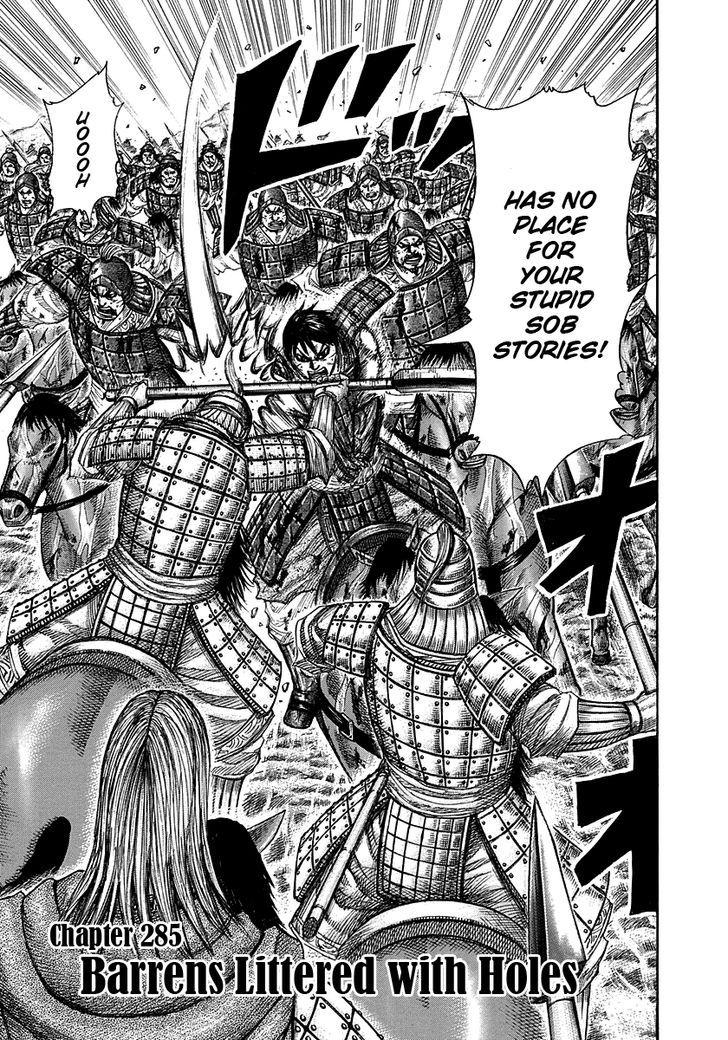 HAS NO
PLACE
FOR
YOUR
STUPID
SOB
STORIES!
ドドッ
UOOOH
オオ
Chapter 285
Barrens Littered with Holes